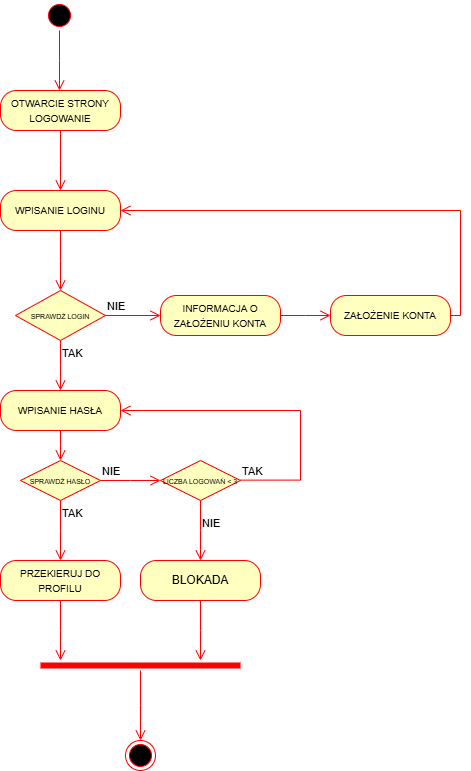 OTWARCIE STRONY
LOGOWANIE
WPISANIE LOGINU
SPRAWDŹ LOGIN
NIE
INFORMACJA O
ZAŁOŻENIU KONTA
ZAŁOŻENIE KONTA
TAK
WPISANIE HASŁA
SPRAWDŹ HASŁO
NIE
LICZBA LOGOWAŃ < 3
TAK
TAK
NIE
PRZEKIERUJ DO
PROFILU
BLOKADA